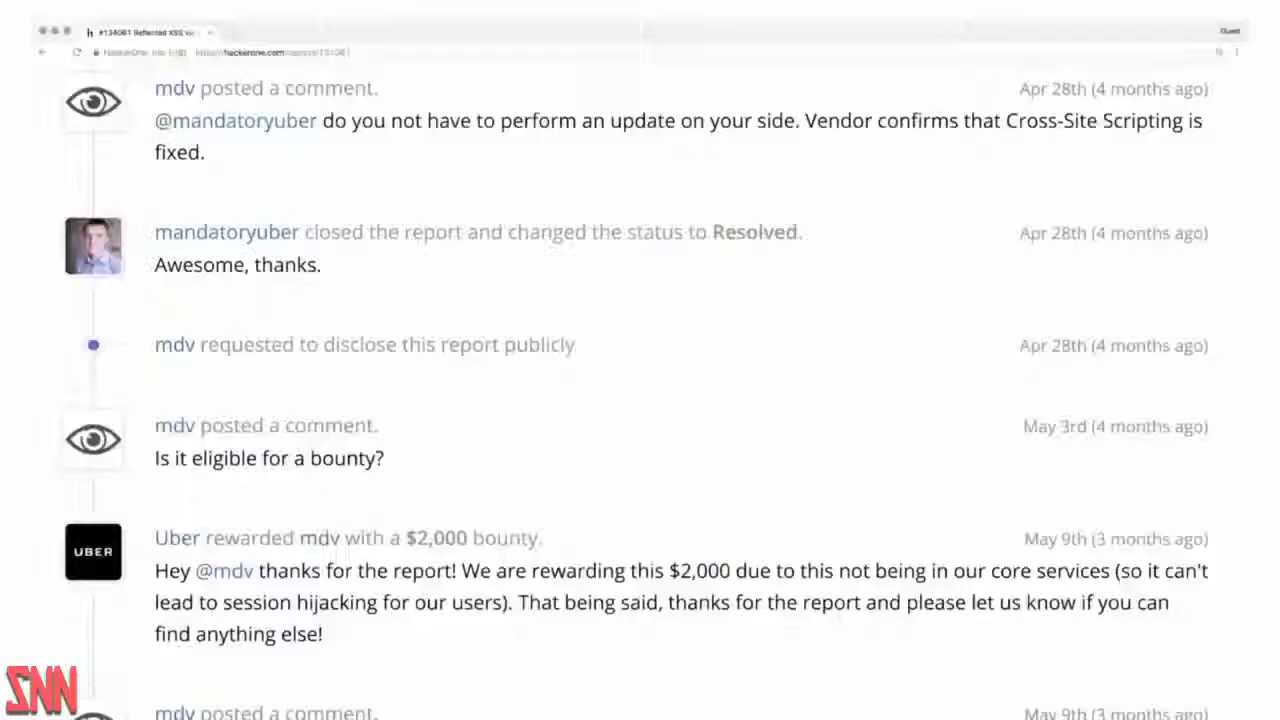 Guest
hackerone.com
mdv posted a comment.
Apr 28th (4 months ago)
@mandatoryuber do you not have to perform an update on your side. Vendor confirms that Cross-Site Scripting is
fixed.
mandatoryuber closed the report and changed the status to Resolved.
Apr 28th (4 months ago)
Awesome, thanks.
mdv requested to disclose this report publicly
Apr 28th (4 months ago)
mdv posted a comment.
May 3rd (4 months ago)
Is it eligible for a bounty?
UBER
Uber rewarded mdv with a $2,000 bounty.
May 9th (3 months ago)
Hey @mdv thanks for the report! We are rewarding this $2,000 due to this not being in our core services (so it can't
lead to session hijacking for our users). That being said, thanks for the report and please let us know if you can
find anything else!
SNN
mdv posted a comment.
May 9th (3 months ago)